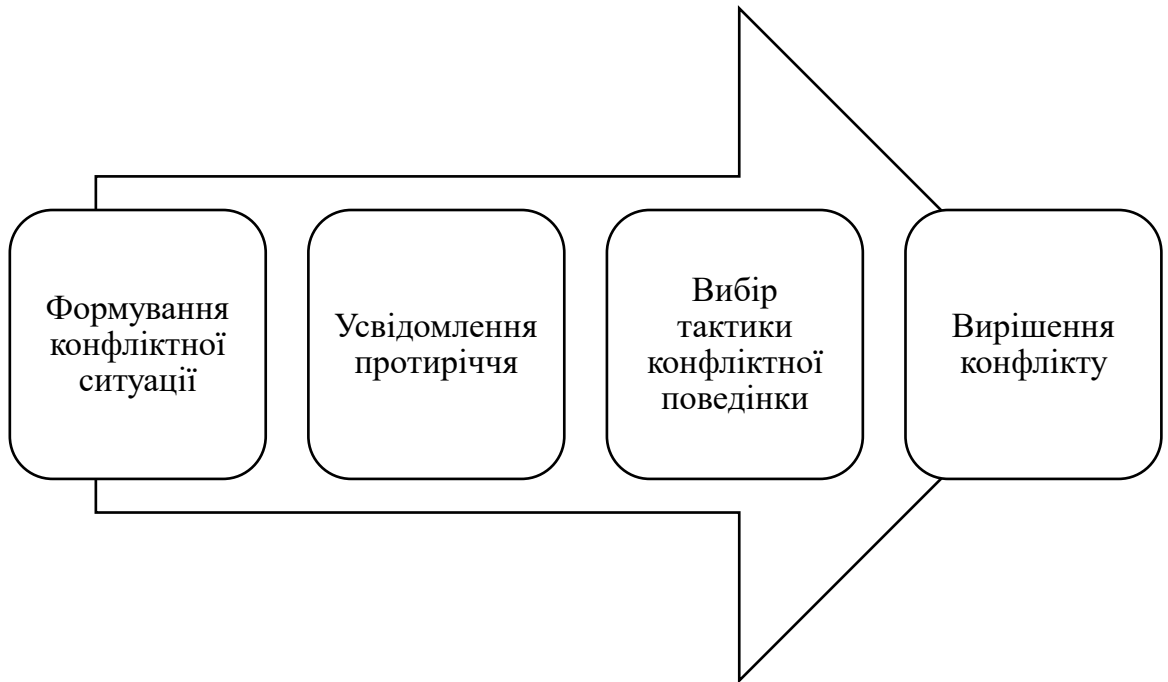 Формування
конфліктної
ситуації
Усвідомлення
протиріччя
Вибір
тактики
конфліктної
поведінки
Вирішення
конфлікту